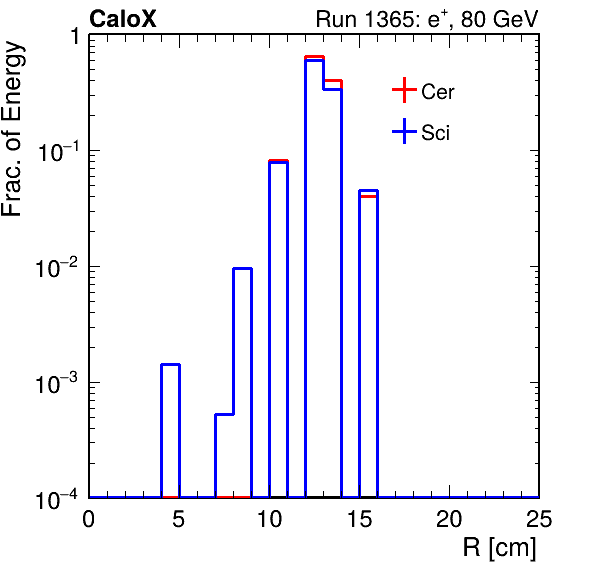 CaloX Run 1365: e⁺, 80 GeV
Frac. of Energy
1
10⁻¹
10⁻²
10⁻³
10⁻⁴
Cer
Sci
0 5 10 15 20 25
R [cm]